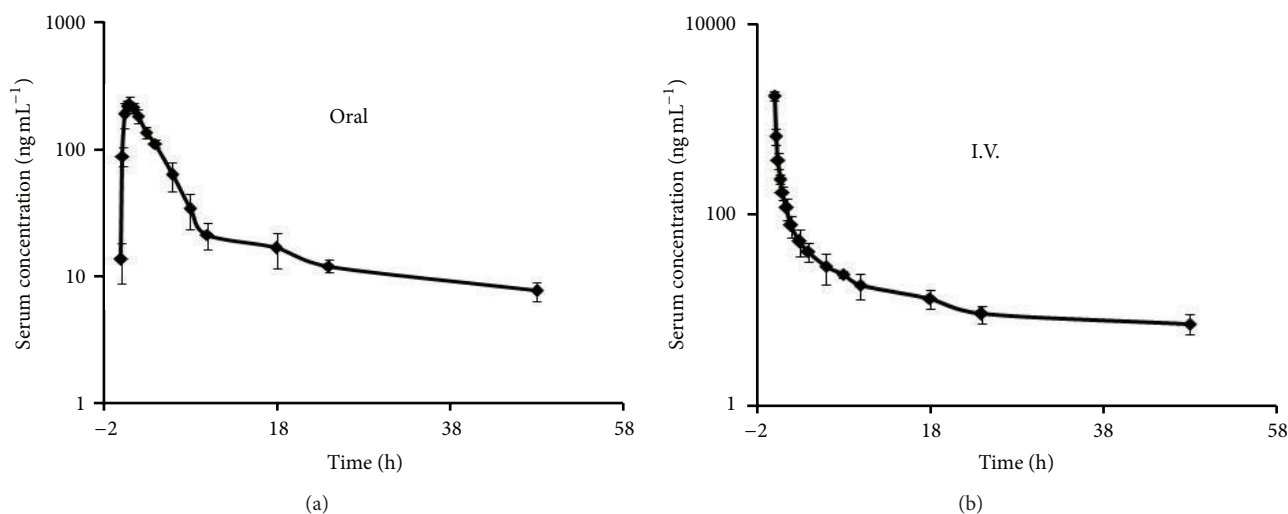 1000
100
10
1
Serum concentration (ng mL⁻¹)
Oral
−2
18
38
58
Time (h)
(a)
10000
100
1
Serum concentration (ng mL⁻¹)
I.V.
−2
18
38
58
Time (h)
(b)